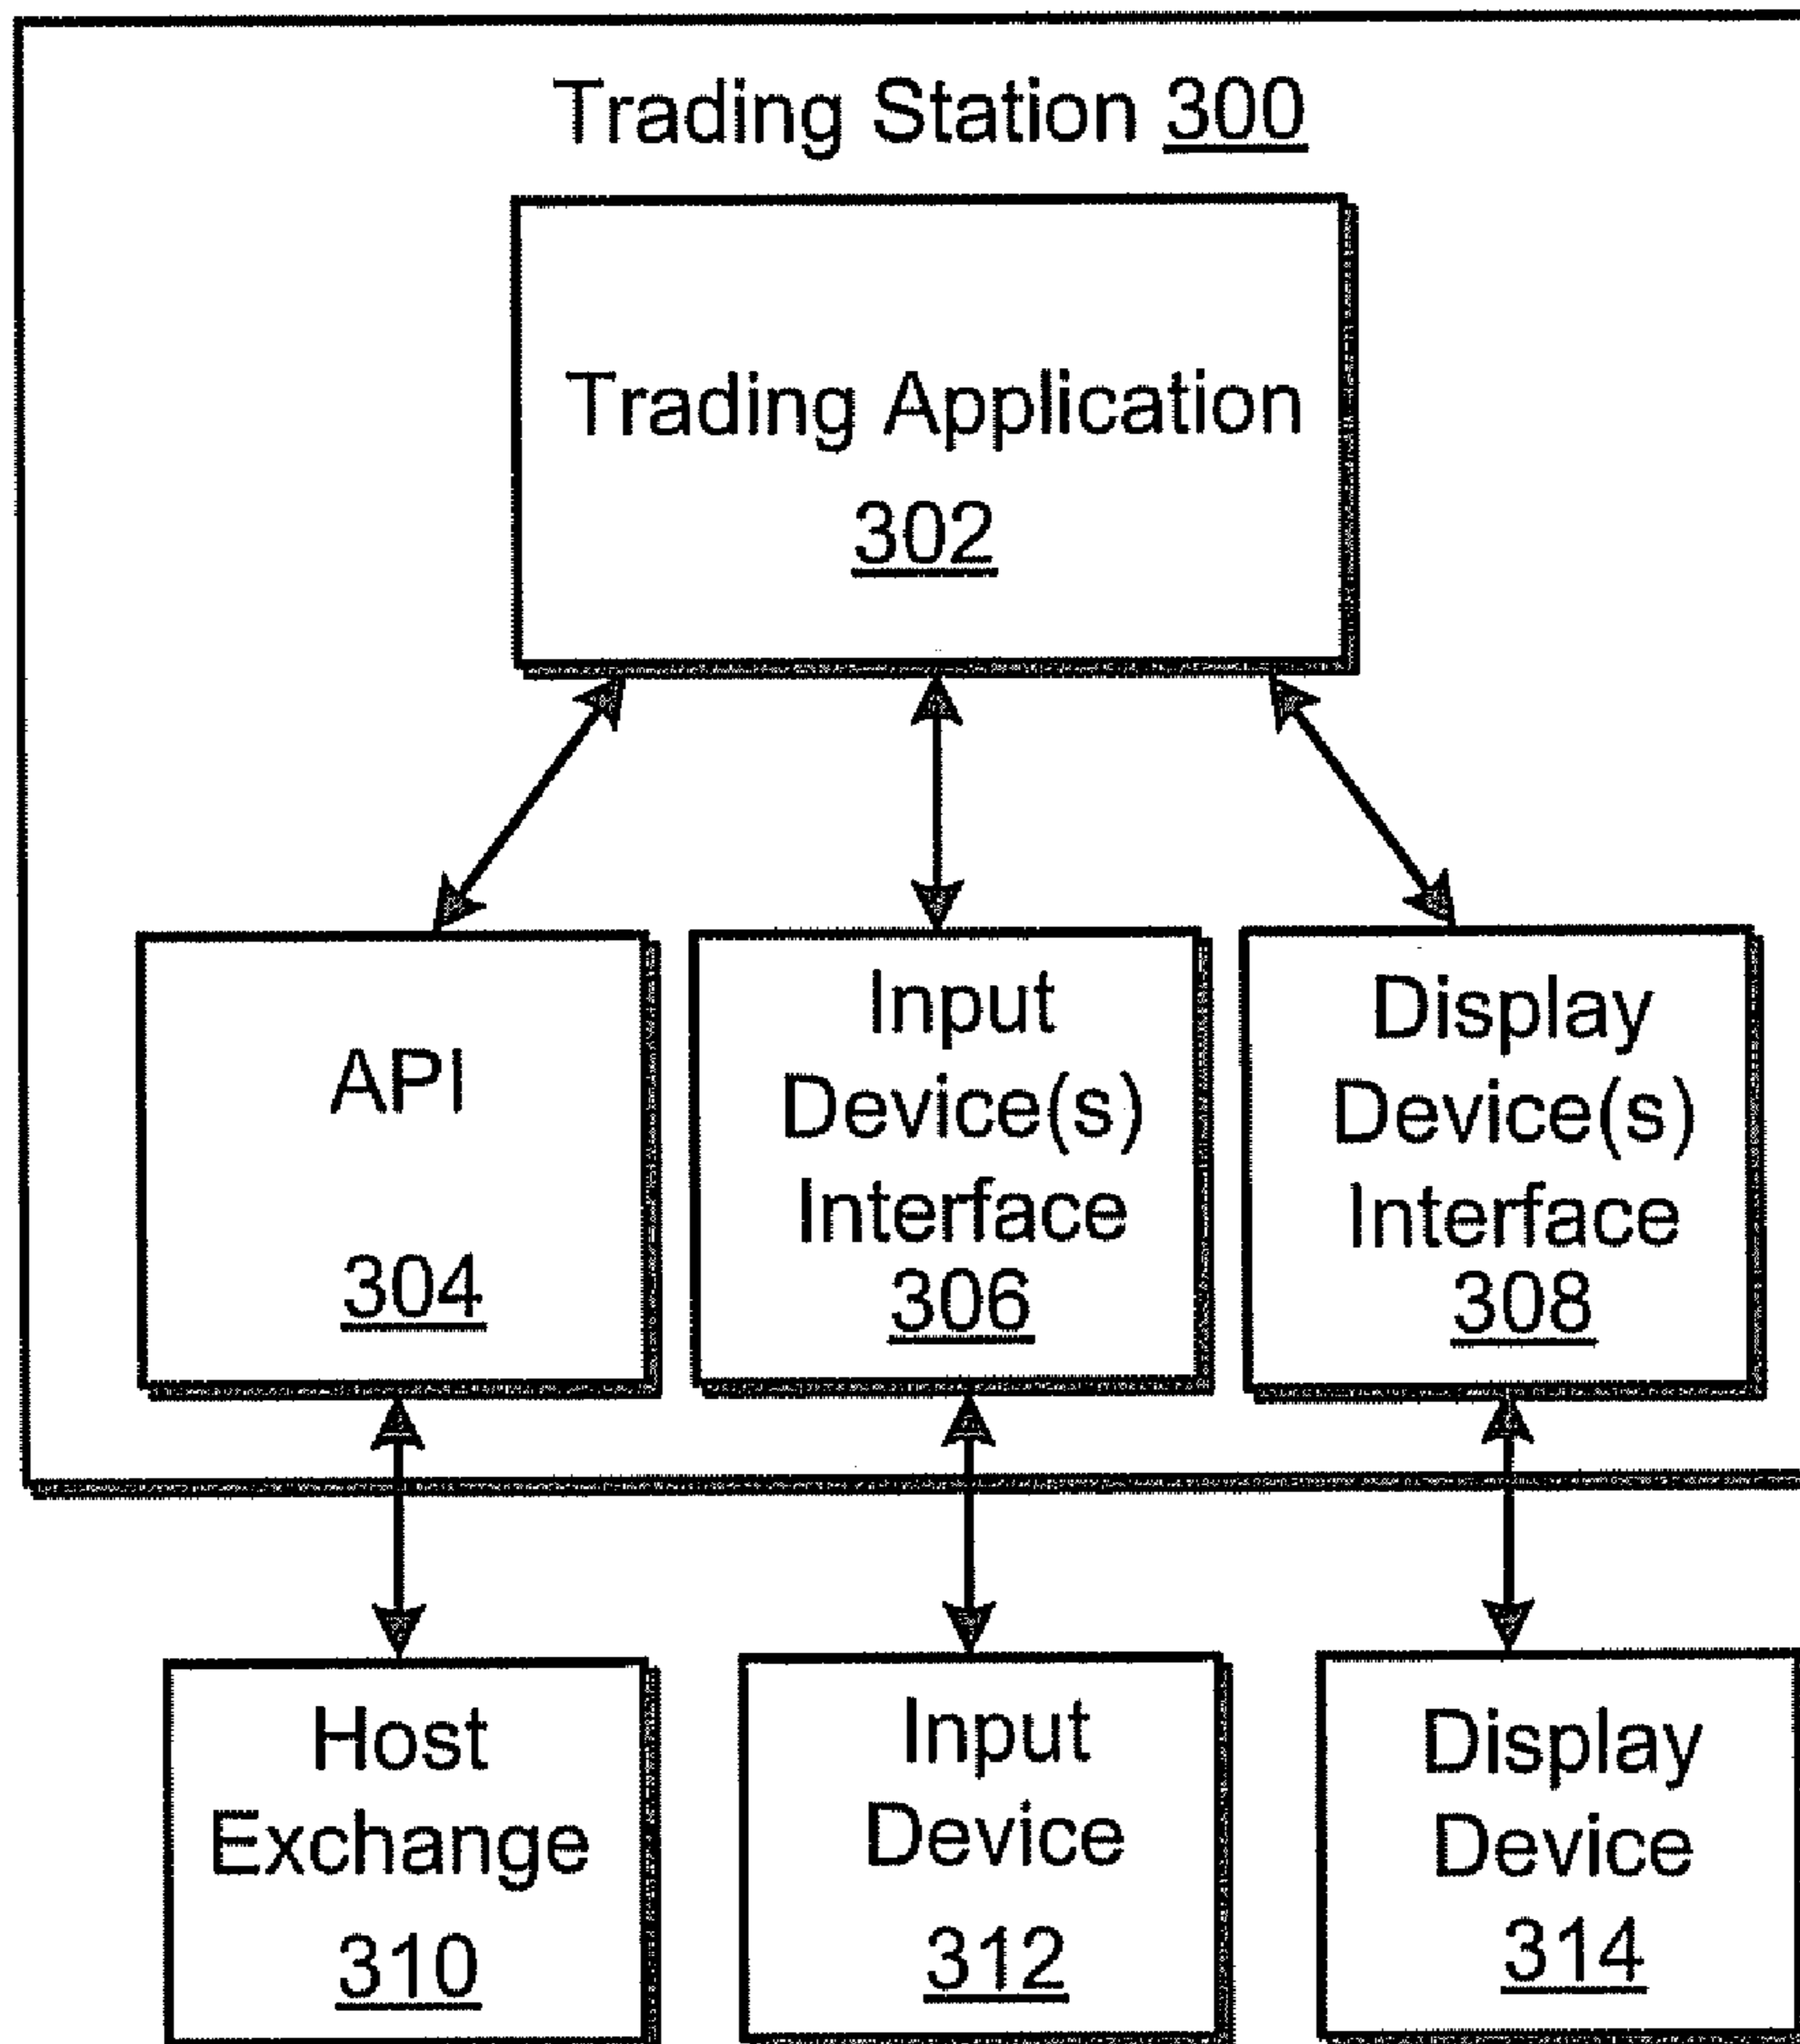 Trading Station 300
Trading Application
302
API
304
Input
Device(s)
Interface
306
Display
Device(s)
Interface
308
Host
Exchange
310
Input
Device
312
Display
Device
314